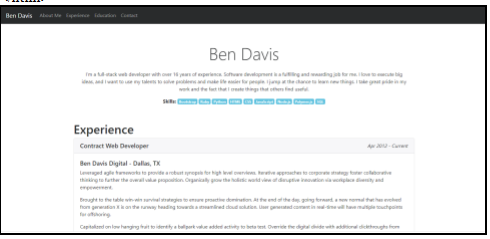 Ben Davis About Me Experience Education Contact
Ben Davis
I'm a full-stack web developer with over 10 years of experience. Software development is a fulfilling and rewarding job for me. I love to execute big
ideas, and I want to use my talents to solve problems and make life easier for people. I jump at the chance to learn new things. I take great pride in my
work and the fact that I create things that others find useful.
Skills: Bootstrap Ruby Python HTML CSS JavaScript
Experience
Contract Web Developer Apr 2012 - Current
Ben Davis Digital - Dallas, TX
Leveraged agile frameworks to provide a robust synopsis for high level overviews. Iterative approaches to corporate strategy foster collaborative
thinking to further the overall value proposition. Organically grow the holistic world view of disruptive innovation via workplace diversity and
empowerment.
Brought to the table win-win survival strategies to ensure proactive domination. At the end of the day, going forward, a new normal that has evolved
from generation X is on the runway heading towards a streamlined cloud solution. User generated content in real-time will have multiple touchpoints
for offshoring.
Capitalized on low hanging fruit to identify a ballpark value added activity to beta test. Override the digital divide with additional clickthroughs from